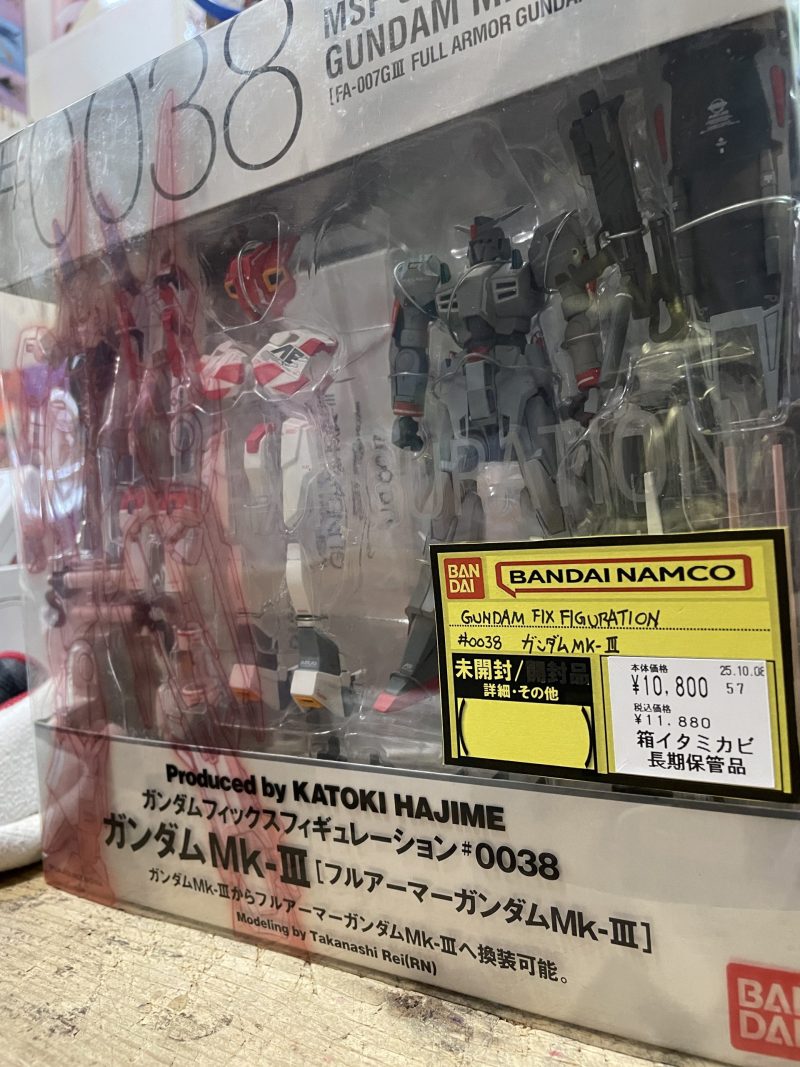 #0038
MSF
GUNDAM M
[FA-007GⅢ FULL ARMOR GUNDA
AE
BAN
DAI
BANDAI NAMCO
GUNDAM FIX FIGURATION
#0038 ガンダムMK-Ⅲ
未開封/開封品
詳細・その他
本体価格
25.10.08
¥10,800 57
税込価格
¥11.880
箱イタミカビ
長期保管品
Produced by KATOKI HAJIME
ガンダムフィックスフィギュレーション#0038
ガンダムMk-Ⅲ[フルアーマーガンダムMk-Ⅲ]
ガンダムMk-ⅢからフルアーマーガンダムMk-Ⅲへ換装可能。
Modeling by Takanashi Rei(RN)
BAN
DAI